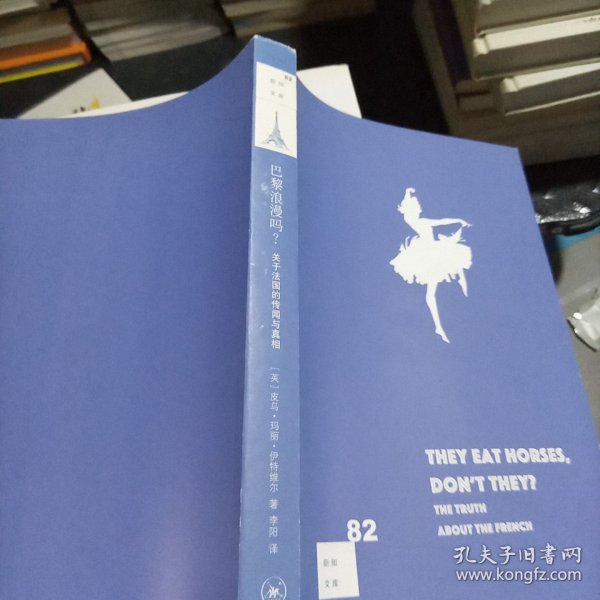 82
新知
文库
巴黎浪漫吗?
关于法国的传闻与真相
[英]皮乌·玛丽·伊特维尔 著
李阳 译
THEY EAT HORSES,
DON'T THEY?
THE TRUTH
ABOUT THE FRENCH
82
新知
文库
孔夫子旧书网
www.kongfz.com